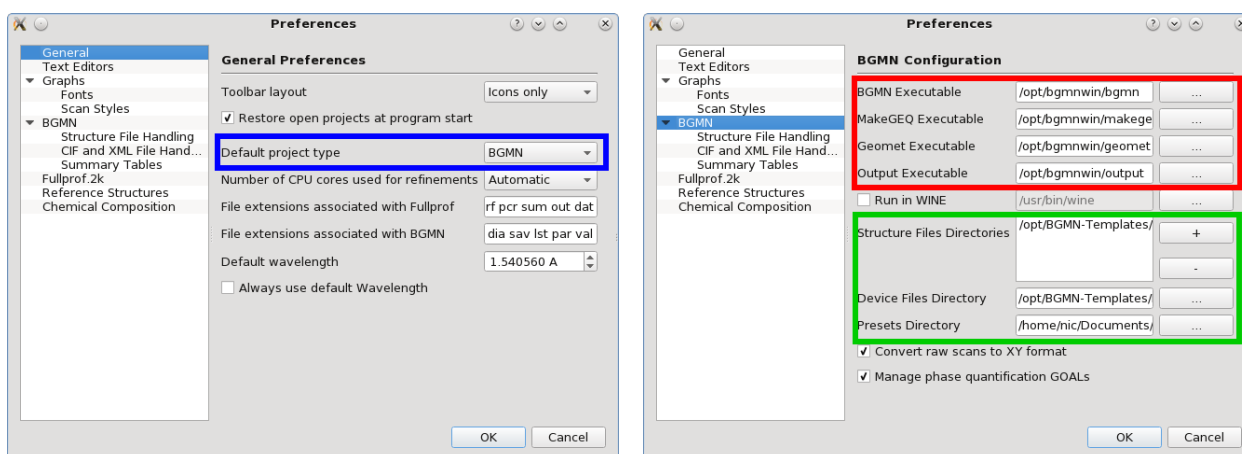 Preferences
General
Text Editors
Graphs
Fonts
Scan Styles
BGMN
Structure File Handling
CIF and XML File Hand...
Summary Tables
Fullprof.2k
Reference Structures
Chemical Composition
General Preferences
Toolbar layout Icons only
Restore open projects at program start
Default project type BGMN
Number of CPU cores used for refinements Automatic
File extensions associated with Fullprof rf pcr sum out dat
File extensions associated with BGMN dia sav lst par val
Default wavelength 1.540560 A
Always use default Wavelength
OK Cancel
Preferences
General
Text Editors
Graphs
Fonts
Scan Styles
BGMN
Structure File Handling
CIF and XML File Hand...
Summary Tables
Fullprof.2k
Reference Structures
Chemical Composition
BGMN Configuration
BGMN Executable /opt/bgmnwin/bgmn ...
MakeGEQ Executable /opt/bgmnwin/makege ...
Geomet Executable /opt/bgmnwin/geomet ...
Output Executable /opt/bgmnwin/output ...
Run in WINE /usr/bin/wine ...
Structure Files Directories /opt/BGMN-Templates/ +
-
Device Files Directory /opt/BGMN-Templates/ ...
Presets Directory /home/nic/Documents/ ...
Convert raw scans to XY format
Manage phase quantification GOALs
OK Cancel